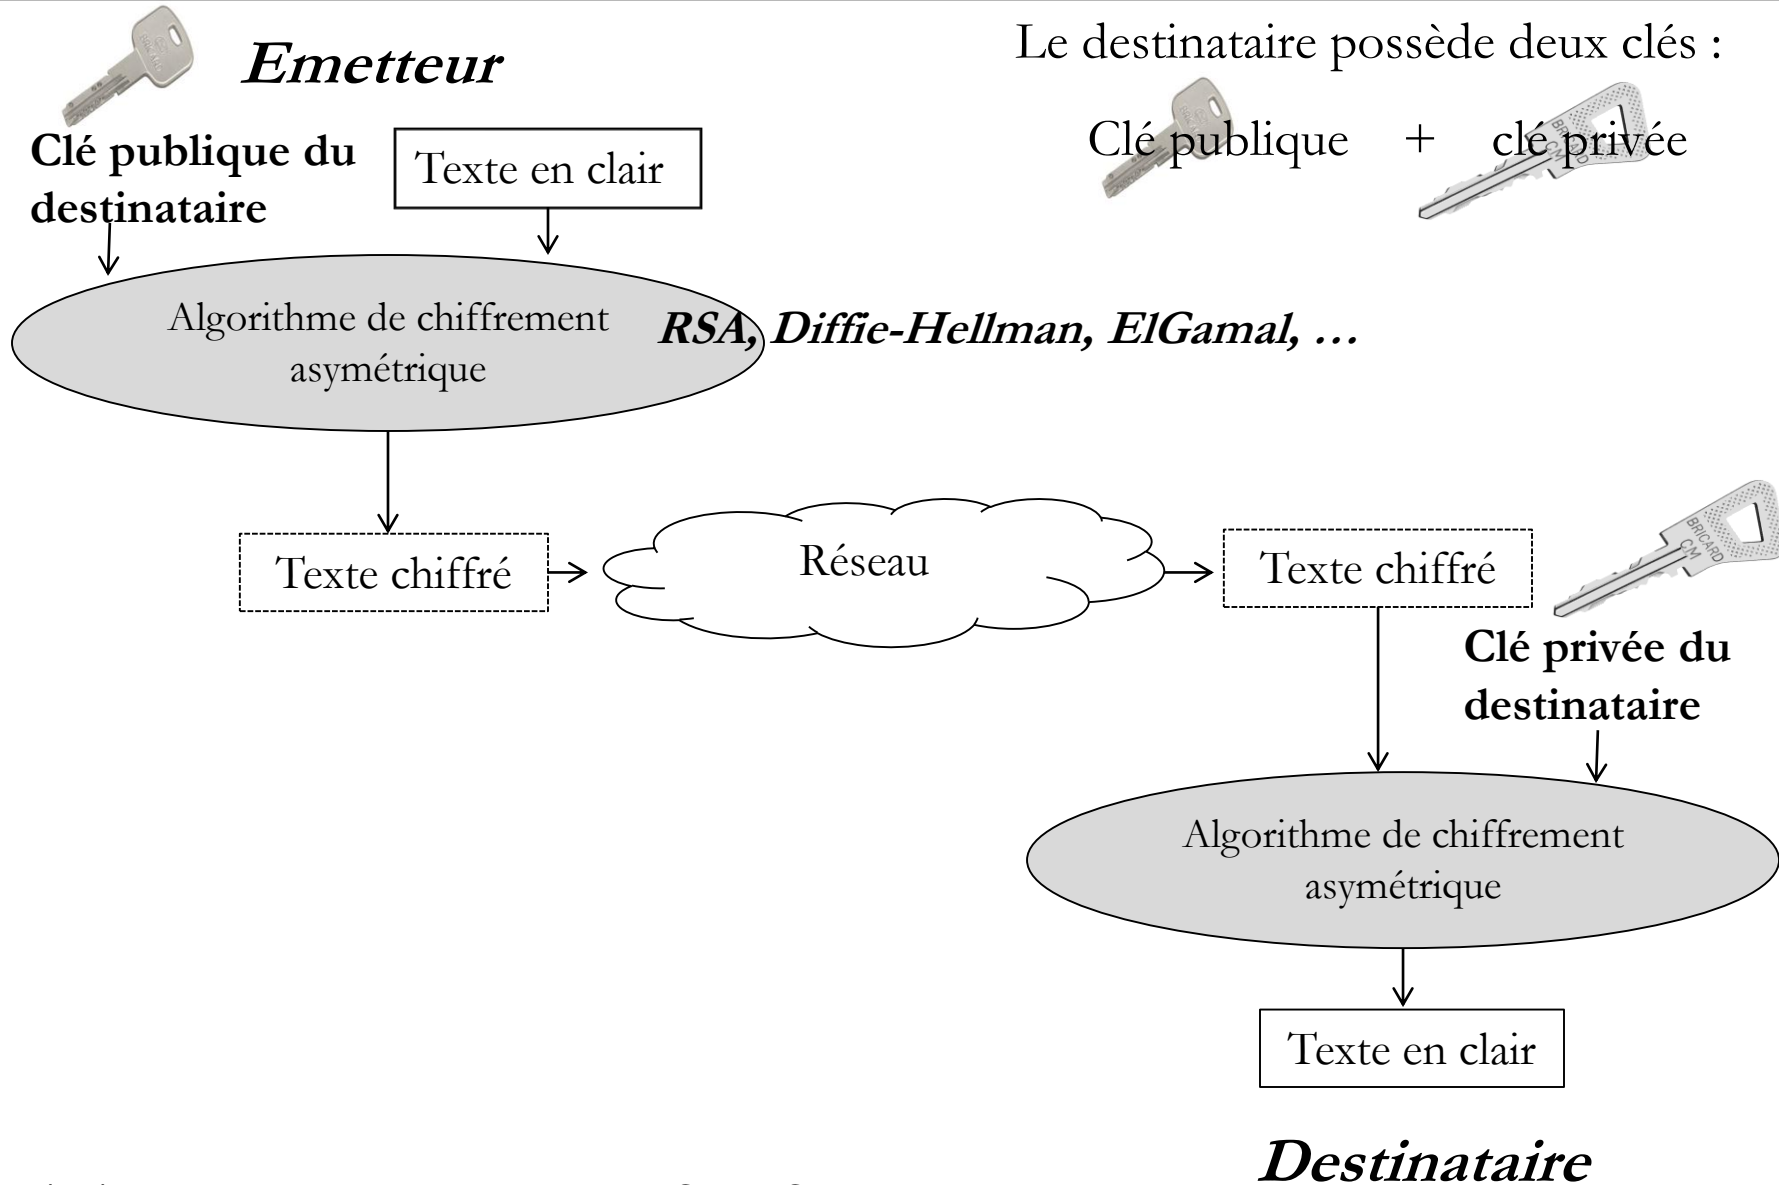 Emetteur
Le destinataire possède deux clés :
Clé publique + clé privée
Clé publique du
destinataire
Texte en clair
Algorithme de chiffrement
asymétrique
RSA, Diffie-Hellman, ElGamal, …
Texte chiffré
Réseau
Texte chiffré
BRICARD
CM
Clé privée du
destinataire
Algorithme de chiffrement
asymétrique
Texte en clair
Destinataire